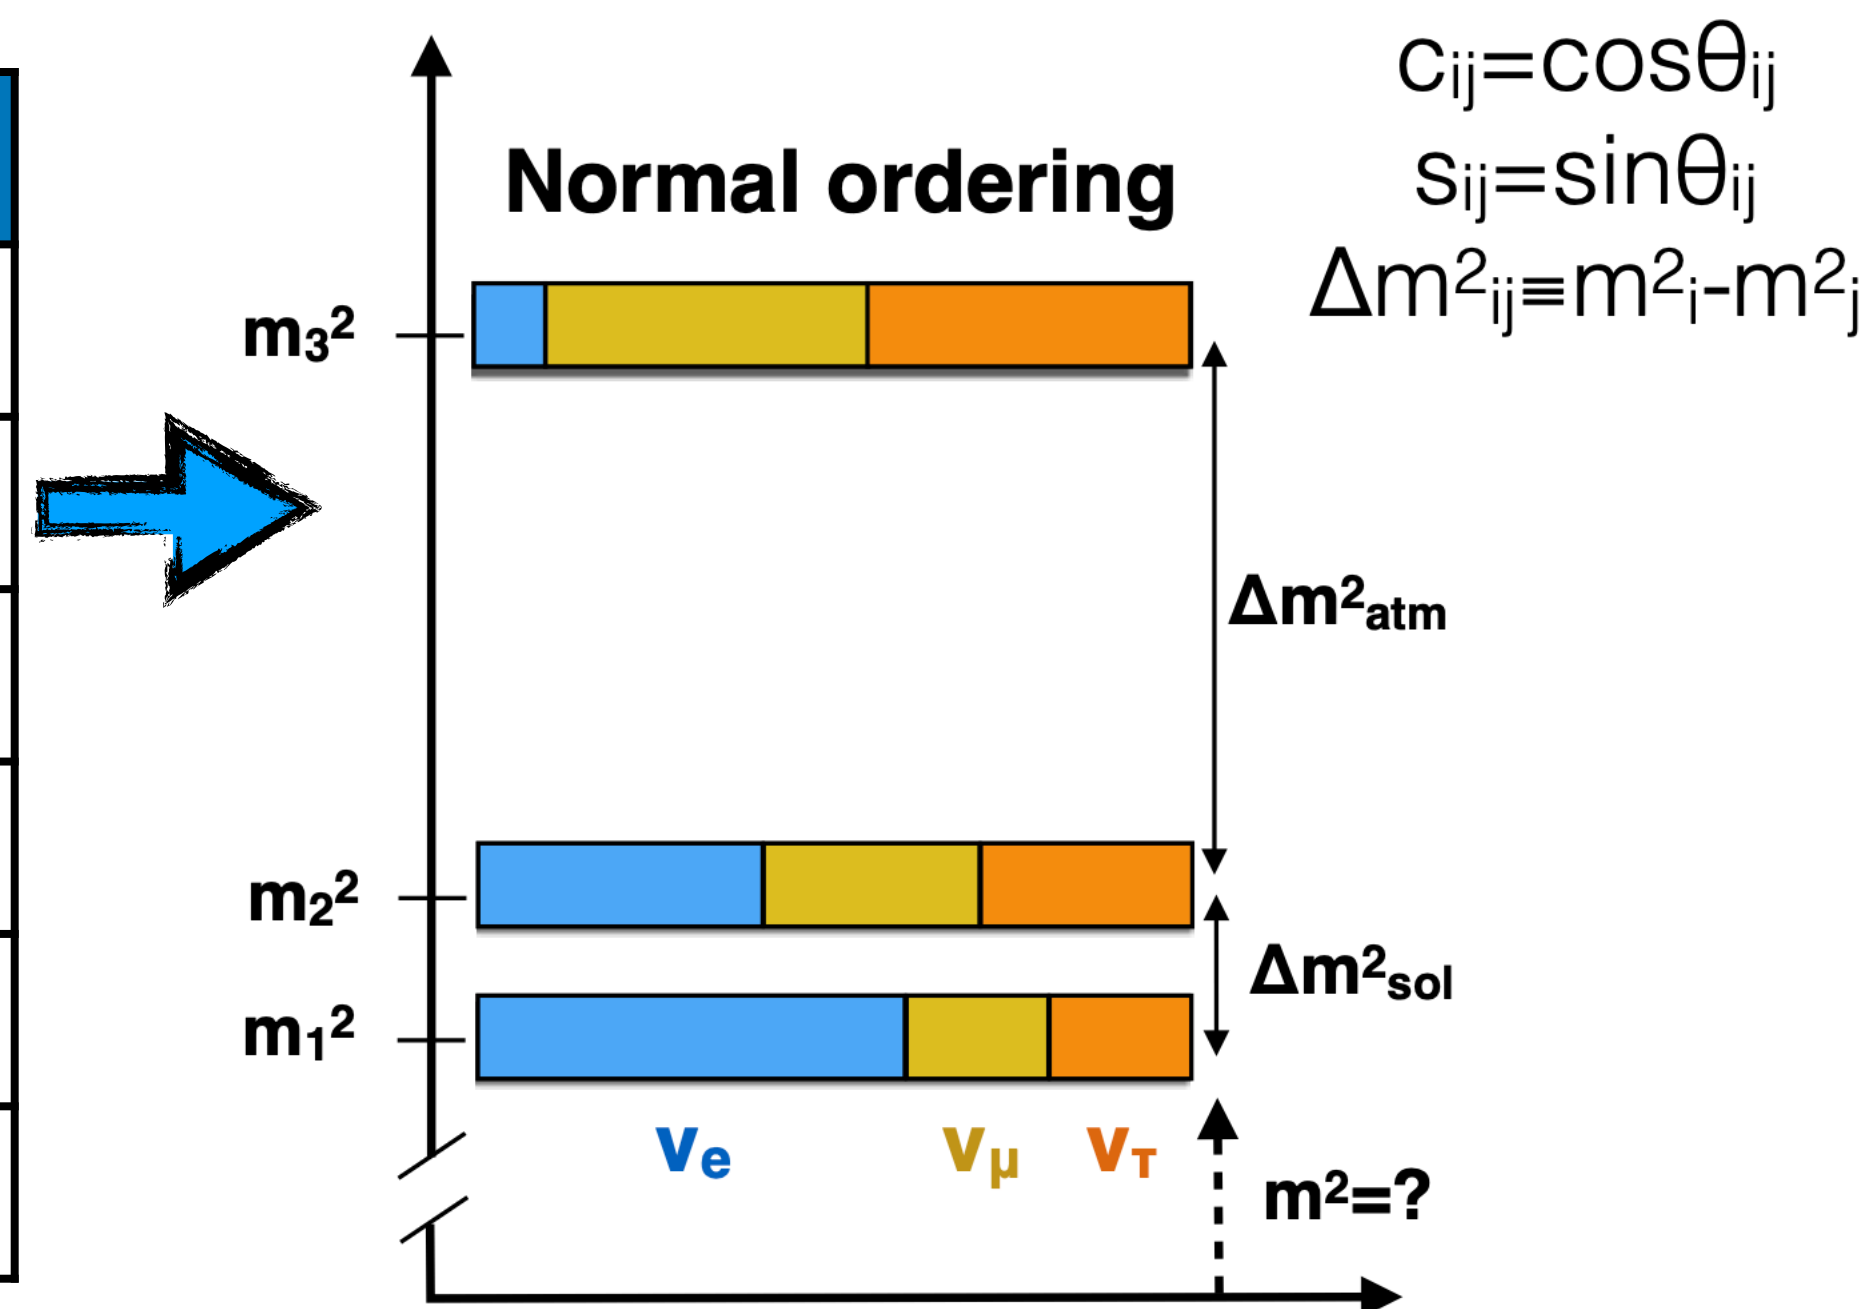 cᵢⱼ=cosθᵢⱼ
sᵢⱼ=sinθᵢⱼ
Δm²ᵢⱼ≡m²ᵢ-m²ⱼ
Normal ordering
m₃²
Δm²atm
m₂²
Δm²sol
m₁²
νe νμ ντ
m²=?